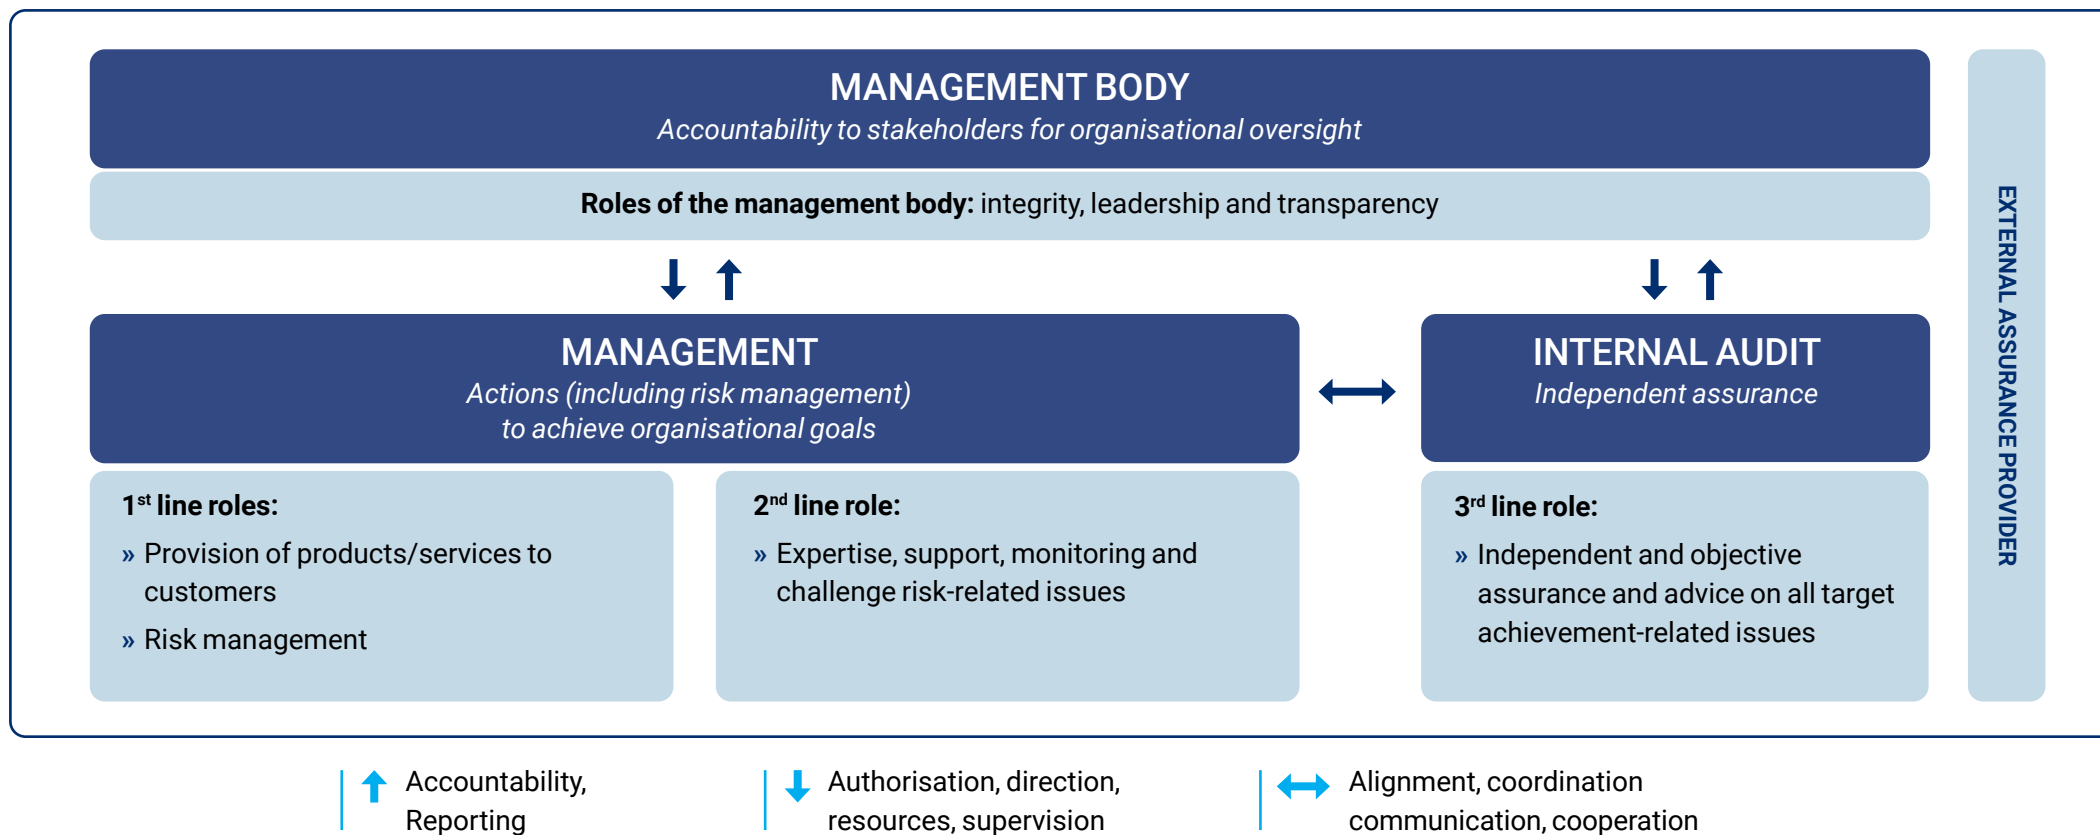 MANAGEMENT BODY
Accountability to stakeholders for organisational oversight
Roles of the management body: integrity, leadership and transparency
MANAGEMENT
Actions (including risk management)
to achieve organisational goals
INTERNAL AUDIT
Independent assurance
1st line roles:
» Provision of products/services to
customers
» Risk management
2nd line role:
» Expertise, support, monitoring and
challenge risk-related issues
3rd line role:
» Independent and objective
assurance and advice on all target
achievement-related issues
EXTERNAL ASSURANCE PROVIDER
Accountability,
Reporting
Authorisation, direction,
resources, supervision
Alignment, coordination
communication, cooperation